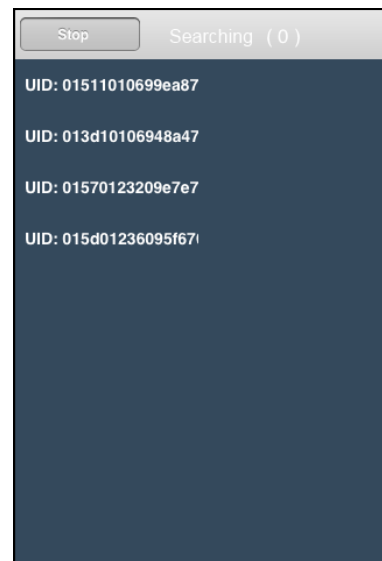 Stop
Searching ( 0 )
UID: 01511010699ea87
UID: 013d10106948a47
UID: 01570123209e7e7
UID: 015d01236095f67